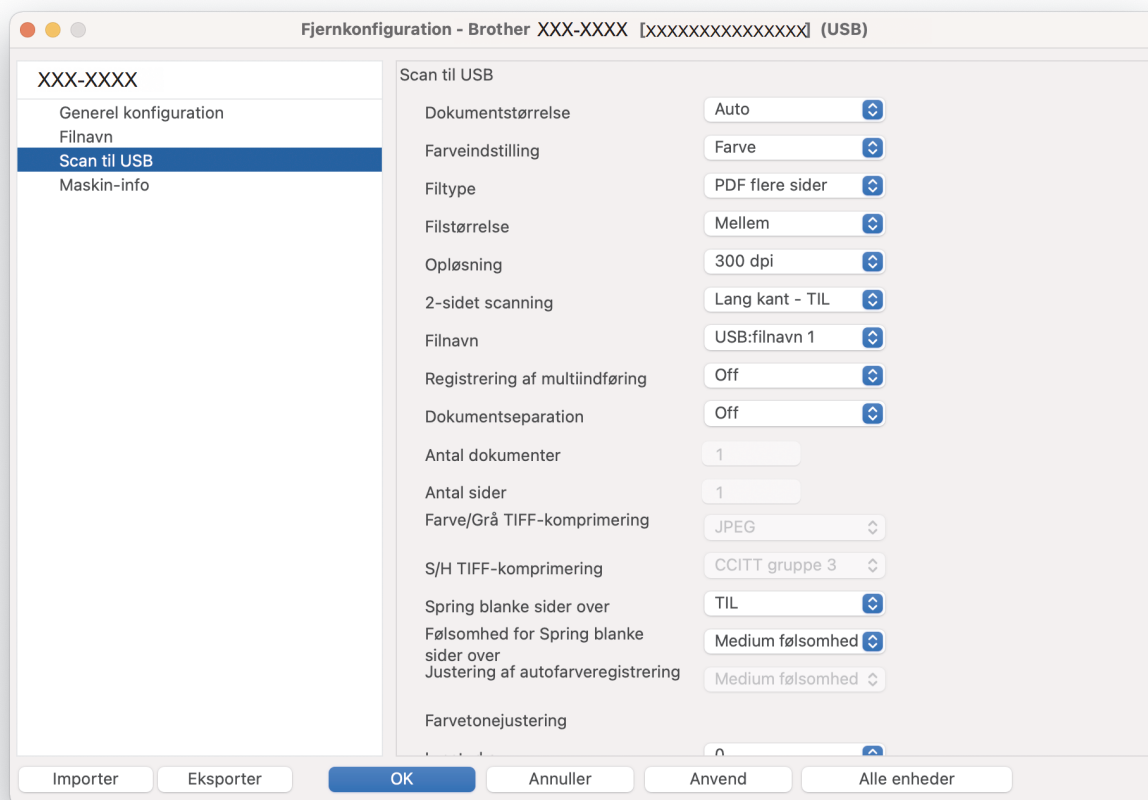 Fjernkonfiguration - Brother XXX-XXXX [XXXXXXXXXXXXXXX] (USB)
XXX-XXXX
Generel konfiguration
Filnavn
Scan til USB
Maskin-info
Scan til USB
Dokumentstørrelse Auto
Farveindstilling Farve
Filtype PDF flere sider
Filstørrelse Mellem
Opløsning 300 dpi
2-sidet scanning Lang kant - TIL
Filnavn USB:filnavn 1
Registrering af multiindføring Off
Dokumentseparation Off
Antal dokumenter 1
Antal sider 1
Farve/Grå TIFF-komprimering JPEG
S/H TIFF-komprimering CCITT gruppe 3
Spring blanke sider over TIL
Følsomhed for Spring blanke
sider over Medium følsomhed
Justering af autofarveregistrering Medium følsomhed
Farvetonejustering
0
Importer Eksporter OK Annuller Anvend Alle enheder